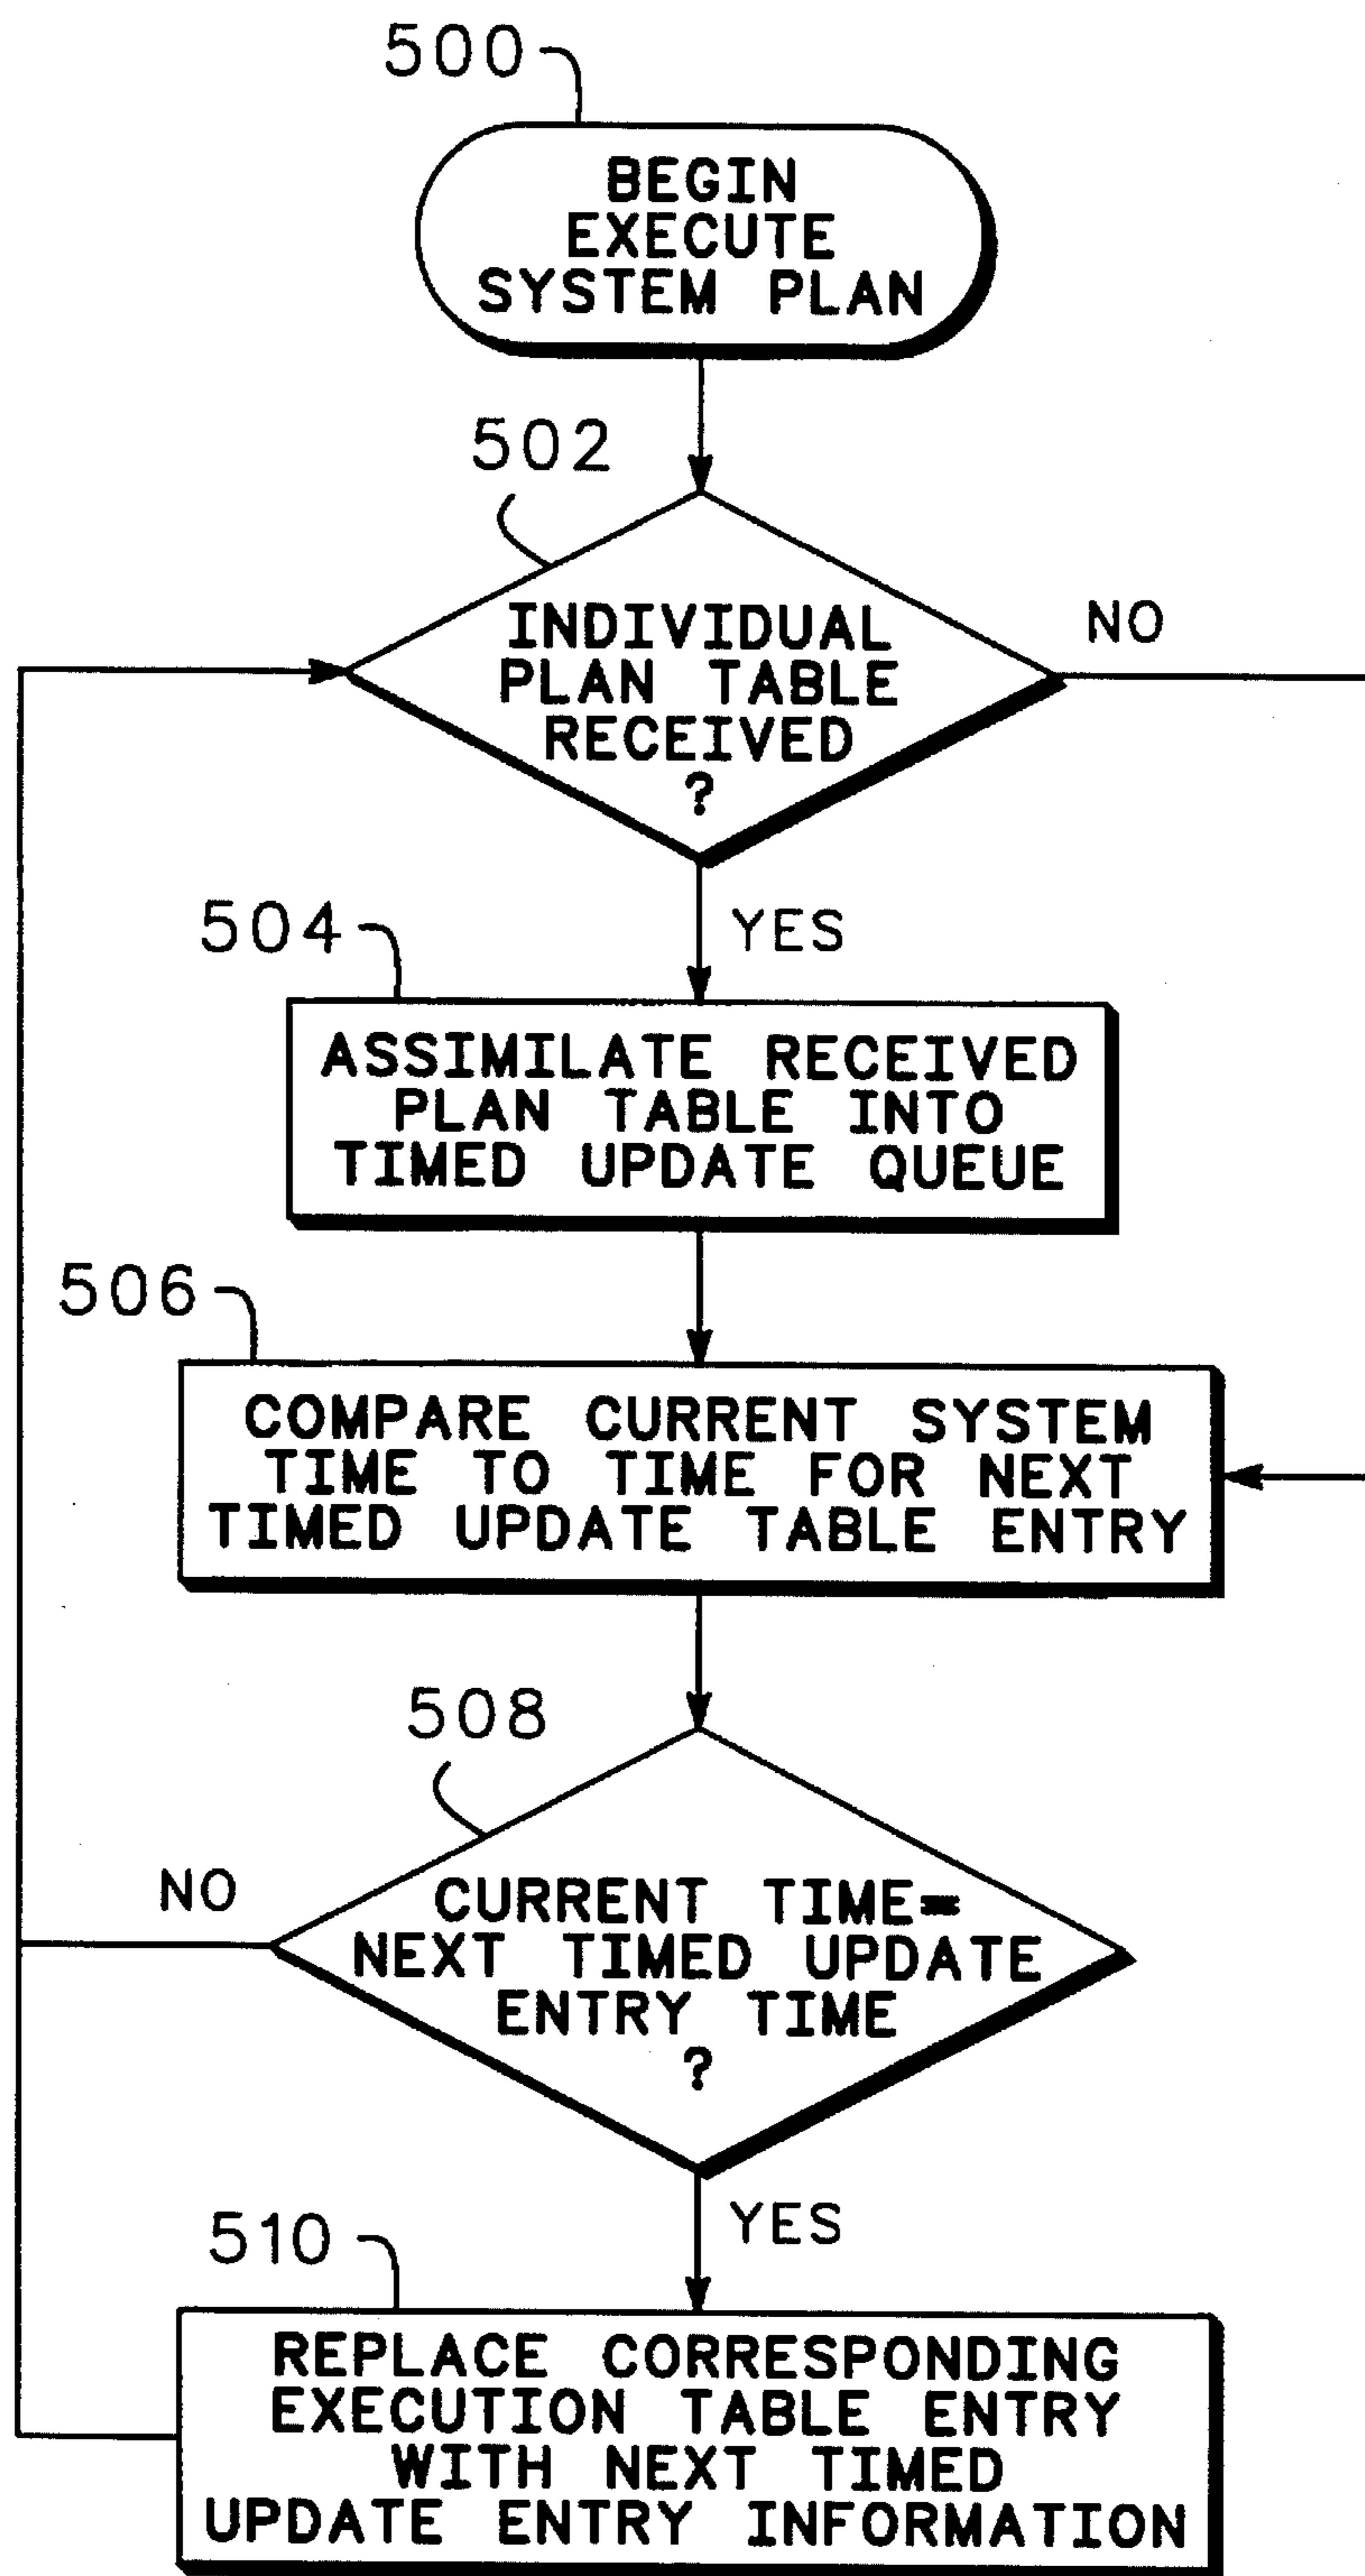 500
BEGIN
EXECUTE
SYSTEM PLAN
502
INDIVIDUAL
PLAN TABLE
RECEIVED
?
NO
YES
504
ASSIMILATE RECEIVED
PLAN TABLE INTO
TIMED UPDATE QUEUE
506
COMPARE CURRENT SYSTEM
TIME TO TIME FOR NEXT
TIMED UPDATE TABLE ENTRY
508
NO
CURRENT TIME=
NEXT TIMED UPDATE
ENTRY TIME
?
YES
510
REPLACE CORRESPONDING
EXECUTION TABLE ENTRY
WITH NEXT TIMED
UPDATE ENTRY INFORMATION